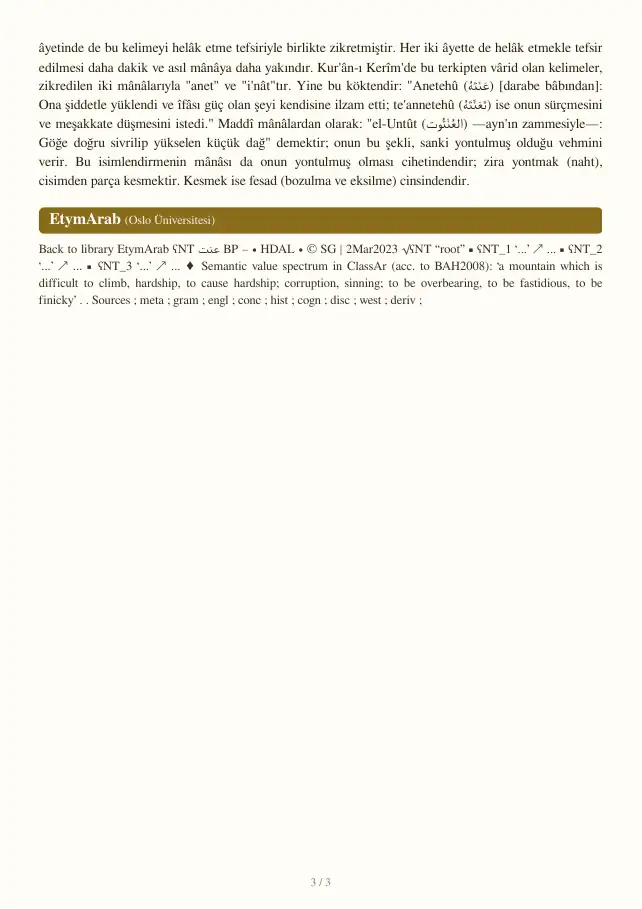 âyetinde de bu kelimeyi helâk etme tefsiriyle birlikte zikretmiştir. Her iki âyette de helâk etmekle tefsir
edilmesi daha dakik ve asıl mânâya daha yakındır. Kur'ân-ı Kerîm'de bu terkipten vârid olan kelimeler,
zikredilen iki mânâlarıyla "anet" ve "i'nât"tır. Yine bu köktendir: "Anetehû (عَنَتَهُ) [darabe bâbından]:
Ona şiddetle yüklendi ve îfâsı güç olan şeyi kendisine ilzam etti; te'annetehû (تَعَنَّتَهُ) ise onun sürçmesini
ve meşakkate düşmesini istedi." Maddî mânâlardan olarak: "el-Untût (العُنْتُوت) —ayn'ın zammesiyle—:
Göğe doğru sivrilip yükselen küçük dağ" demektir; onun bu şekli, sanki yontulmuş olduğu vehmini
verir. Bu isimlendirmenin mânâsı da onun yontulmuş olması cihetindendir; zira yontmak (naht),
cisimden parça kesmektir. Kesmek ise fesad (bozulma ve eksilme) cinsindendir.
EtymArab (Oslo Üniversitesi)
Back to library EtymArab ʕNT عنت BP – • HDAL • © SG | 2Mar2023 √ʕNT “root” ▪ ʕNT_1 ‘...’ ↗ ... ▪ ʕNT_2
‘...’ ↗ ... ▪ ʕNT_3 ‘...’ ↗ ... ♦ Semantic value spectrum in ClassAr (acc. to BAH2008): ‘a mountain which is
difficult to climb, hardship, to cause hardship; corruption, sinning; to be overbearing, to be fastidious, to be
finicky’ . . Sources ; meta ; gram ; engl ; conc ; hist ; cogn ; disc ; west ; deriv ;
3 / 3